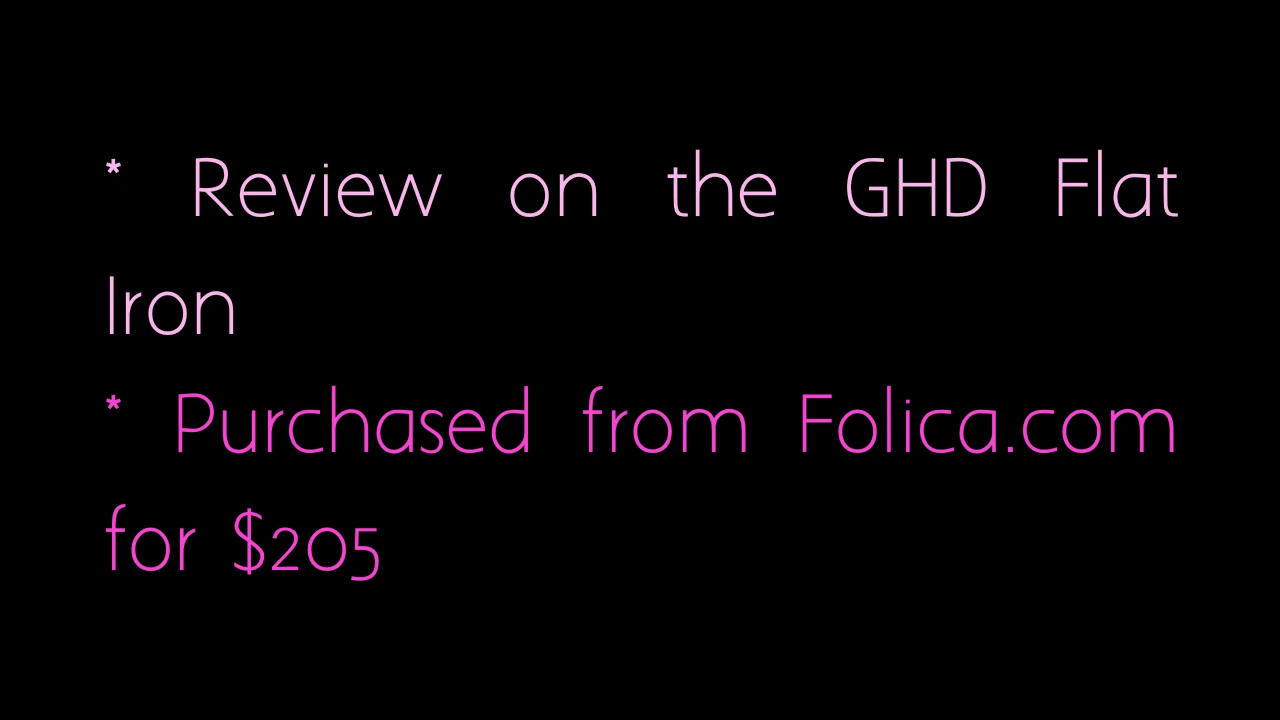 * Review on the GHD Flat
Iron
* Purchased from Folica.com
for $205